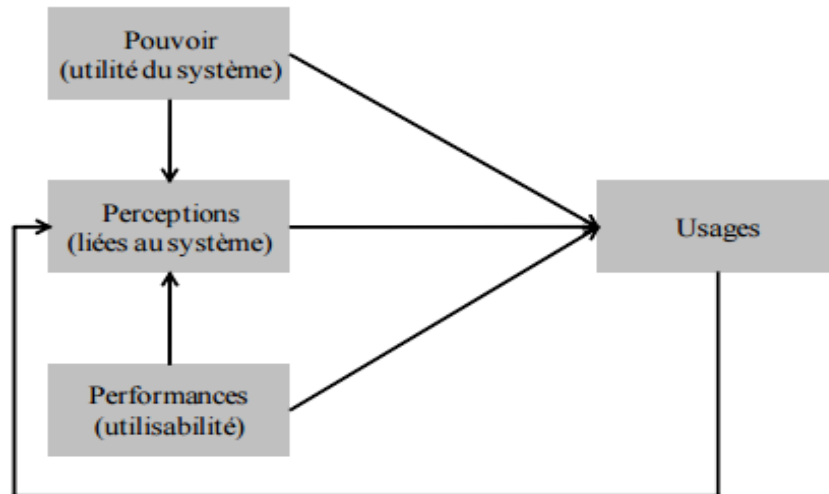 Pouvoir
(utilité du système)
Perceptions
(liées au système)
Usages
Performances
(utilisabilité)